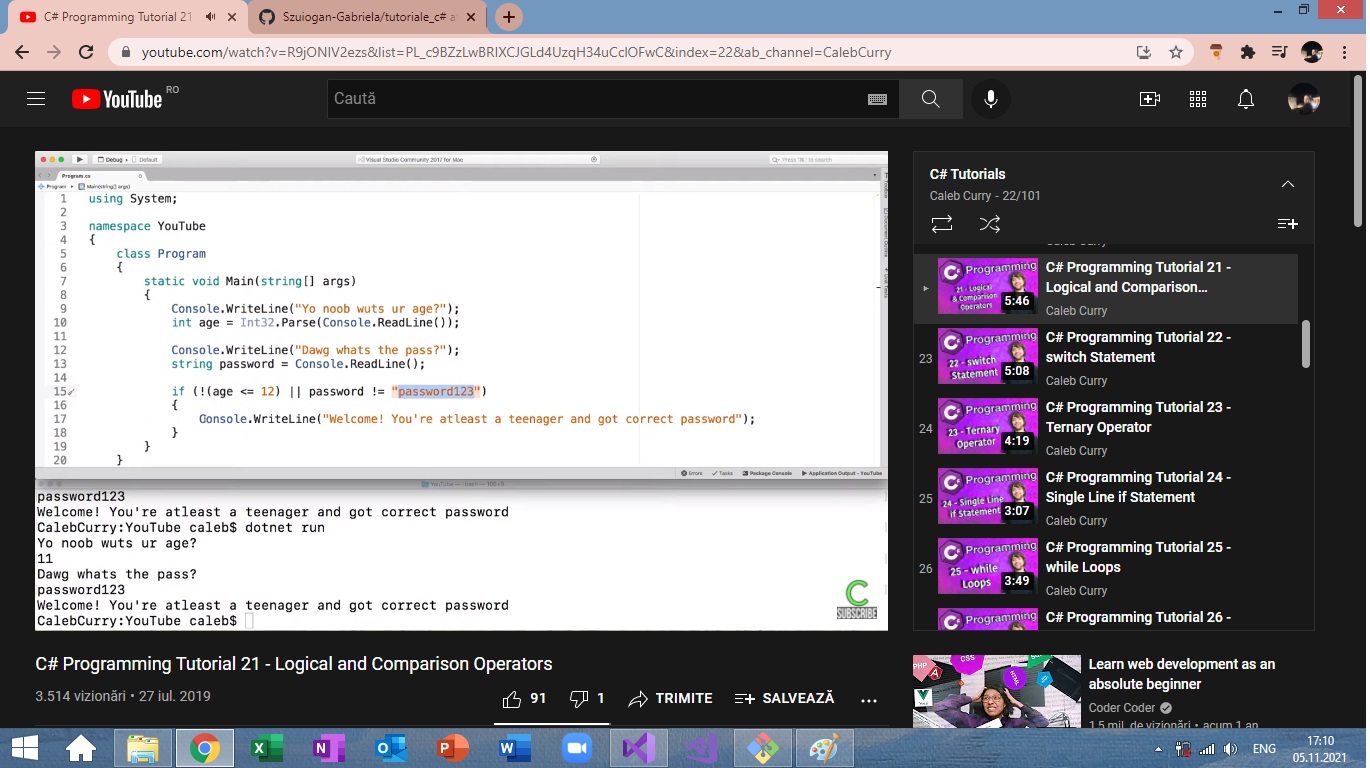 C# Programming Tutorial 21
Szuiogan-Gabriela/tutoriale_c# a
youtube.com/watch?v=R9jONIV2ezs&list=PL_c9BZzLwBRIXCJGLd4UzqH34uCclOFwC&index=22&ab_channel=CalebCurry
YouTube RO
Caută
Debug
Default
Visual Studio Community 2017 for Mac
Press '⌘.' to search
Program.cs
Program
Main(string[] args)
1 using System;
2
3 namespace YouTube
4 {
5 class Program
6 {
7 static void Main(string[] args)
8 {
9 Console.WriteLine("Yo noob wuts ur age?");
10 int age = Int32.Parse(Console.ReadLine());
11
12 Console.WriteLine("Dawg whats the pass?");
13 string password = Console.ReadLine();
14
15 if (!(age <= 12) || password != "password123")
16 {
17 Console.WriteLine("Welcome! You're atleast a teenager and got correct password");
18 }
19 }
20 }
Errors
Tasks
Package Console
Application Output - YouTube
password123
Welcome! You're atleast a teenager and got correct password
CalebCurry:YouTube caleb$ dotnet run
Yo noob wuts ur age?
11
Dawg whats the pass?
password123
Welcome! You're atleast a teenager and got correct password
CalebCurry:YouTube caleb$
C
SUBSCRIBE
C# Programming Tutorial 21 - Logical and Comparison Operators
3.514 vizionări • 27 iul. 2019
91
1
TRIMITE
SALVEAZĂ
C# Tutorials
Caleb Curry - 22/101
Caleb Curry
C Programming
21 - Logical
& Comparison
Operators
5:46
C# Programming Tutorial 21 -
Logical and Comparison...
Caleb Curry
23
C Programming
22 - switch
Statement
5:08
C# Programming Tutorial 22 -
switch Statement
Caleb Curry
24
C Programming
23 - Ternary
Operator
4:19
C# Programming Tutorial 23 -
Ternary Operator
Caleb Curry
25
C Programming
24 - Single Line
if Statement
3:07
C# Programming Tutorial 24 -
Single Line if Statement
Caleb Curry
26
C Programming
25 - while
Loops
3:49
C# Programming Tutorial 25 -
while Loops
Caleb Curry
C Programming
C# Programming Tutorial 26 -
PHP
CSS
HTML
Learn web development as an
absolute beginner
Coder Coder
1,5 mil. de vizionări • acum 1 an
ENG
17:10
05.11.2021